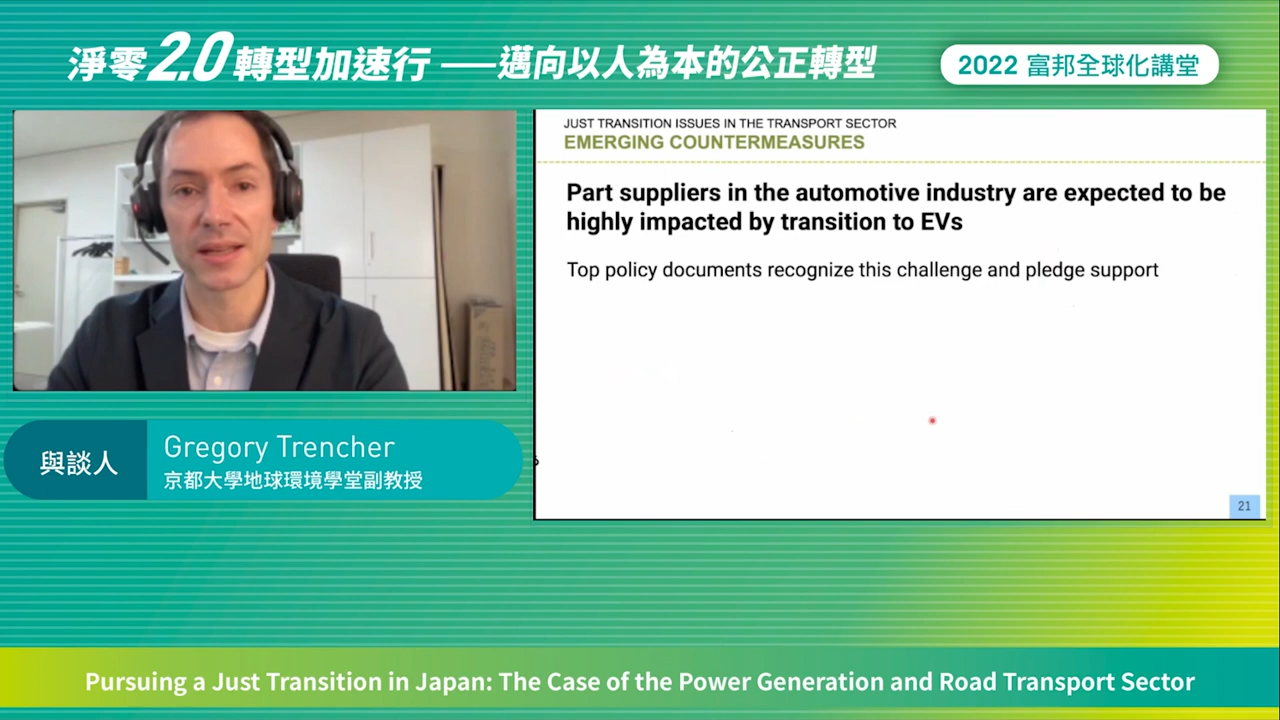 淨零2.0轉型加速行——邁向以人為本的公正轉型
2022 富邦全球化講堂
JUST TRANSITION ISSUES IN THE TRANSPORT SECTOR
EMERGING COUNTERMEASURES
Part suppliers in the automotive industry are expected to be
highly impacted by transition to EVs
Top policy documents recognize this challenge and pledge support
21
與談人
Gregory Trencher
京都大學地球環境學堂副教授
Pursuing a Just Transition in Japan: The Case of the Power Generation and Road Transport Sector